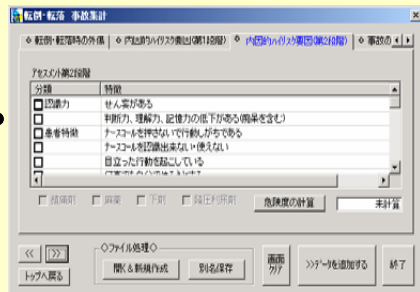 転倒・転落 事故集計
転倒・転落時の外傷
内因的ハイリスク要因(第1段階)
内因的ハイリスク要因(第2段階)
事故の
アセスメント第2段階
分類 特徴
認識力 せん妄がある
判断力、理解力、記憶力の低下がある(痴呆を含む)
患者特徴 ナースコールを押さないで行動しがちである
ナースコールを認識出来ない・使えない
目立った行動を起こしている
麻薬 下剤 降圧利尿剤 危険度の計算 未計算
<< >> ファイル処理
トップへ戻る 開く&新規作成 別名保存 画面クリア >>データを追加する 終了